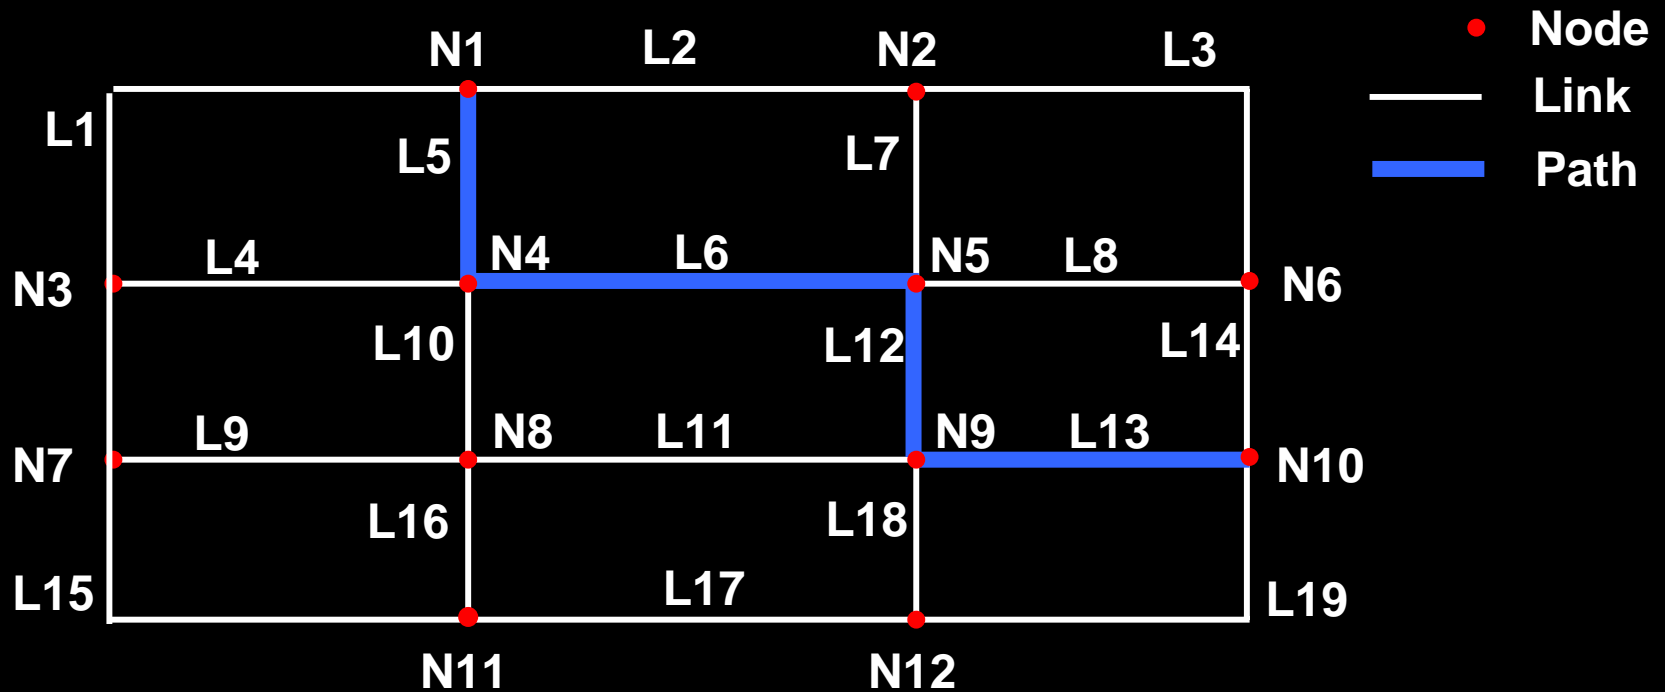 N1 L2 N2 L3
Node
Link
Path
L1 L5 L7
L4 N4 L6 N5 L8
N3 N6
L10 L12 L14
L9 N8 L11 N9 L13
N7 N10
L16 L18
L15 L17 L19
N11 N12